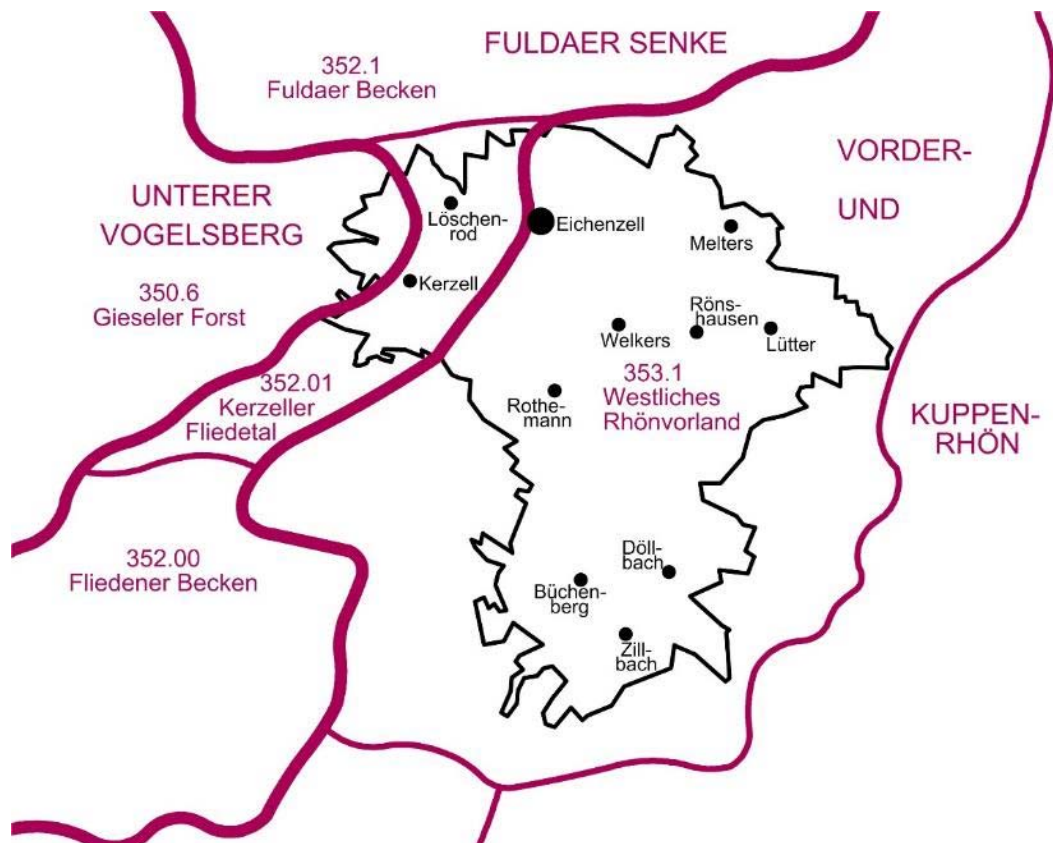 FULDAER SENKE
352.1
Fuldaer Becken
VORDER-
UND
UNTERER
VOGELSBERG
Löschen-
rod
Eichenzell
Melters
Kerzell
350.6
Gieseler Forst
Röns-
hausen
Welkers
Lütter
352.01
Kerzeller
Fliedetal
353.1
Westliches
Rhönvorland
Rothe-
mann
KUPPEN-
RHÖN
352.00
Fliedener Becken
Döll-
bach
Büchen-
berg
Zill-
bach